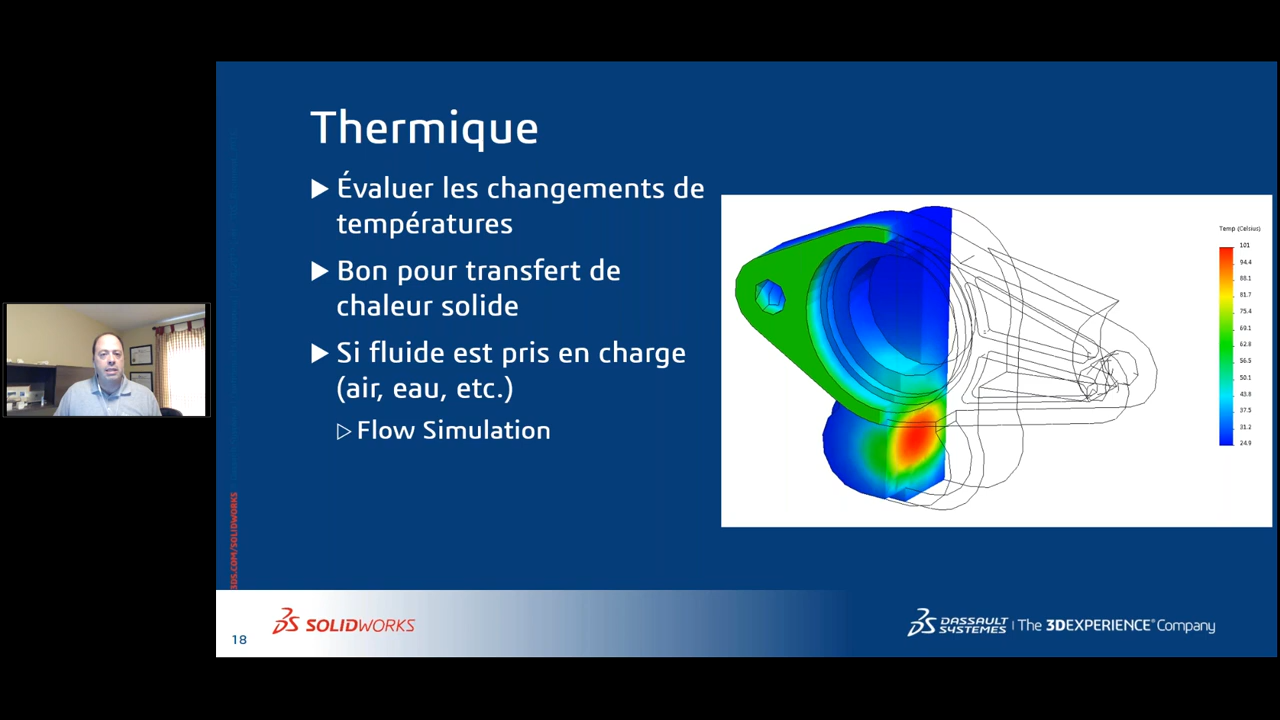 Thermique
Évaluer les changements de
températures
Bon pour transfert de
chaleur solide
Si fluide est pris en charge
(air, eau, etc.)
Flow Simulation
Temp (Celsius)
101
94.4
88.1
81.7
75.4
69.1
62.8
56.5
50.1
43.8
37.5
31.2
24.9
3DS.COM/SOLIDWORKS
18
SOLIDWORKS
DASSAULT
SYSTEMES
The 3DEXPERIENCE® Company